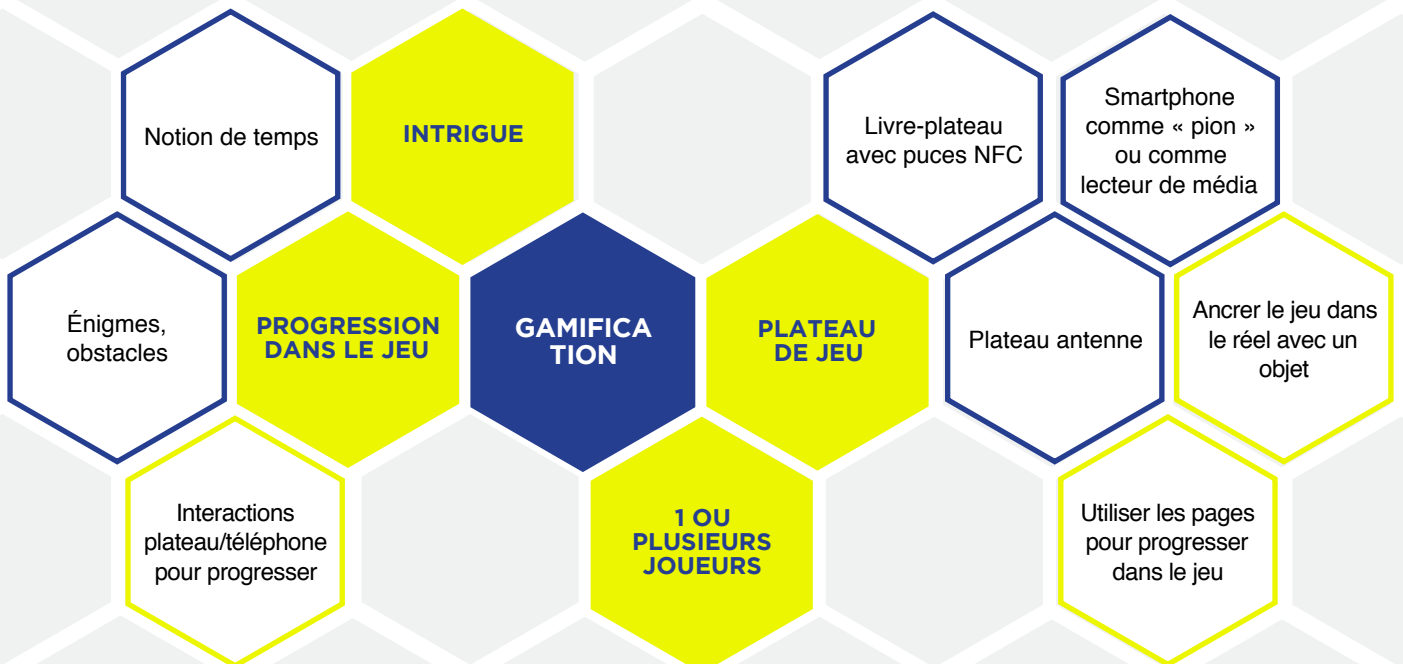 Notion de temps
INTRIGUE
Livre-plateau
avec puces NFC
Smartphone
comme « pion »
ou comme
lecteur de média
Énigmes,
obstacles
PROGRESSION
DANS LE JEU
GAMIFICA
TION
PLATEAU
DE JEU
Plateau antenne
Ancrer le jeu dans
le réel avec un
objet
Interactions
plateau/téléphone
pour progresser
1 OU
PLUSIEURS
JOUEURS
Utiliser les pages
pour progresser
dans le jeu